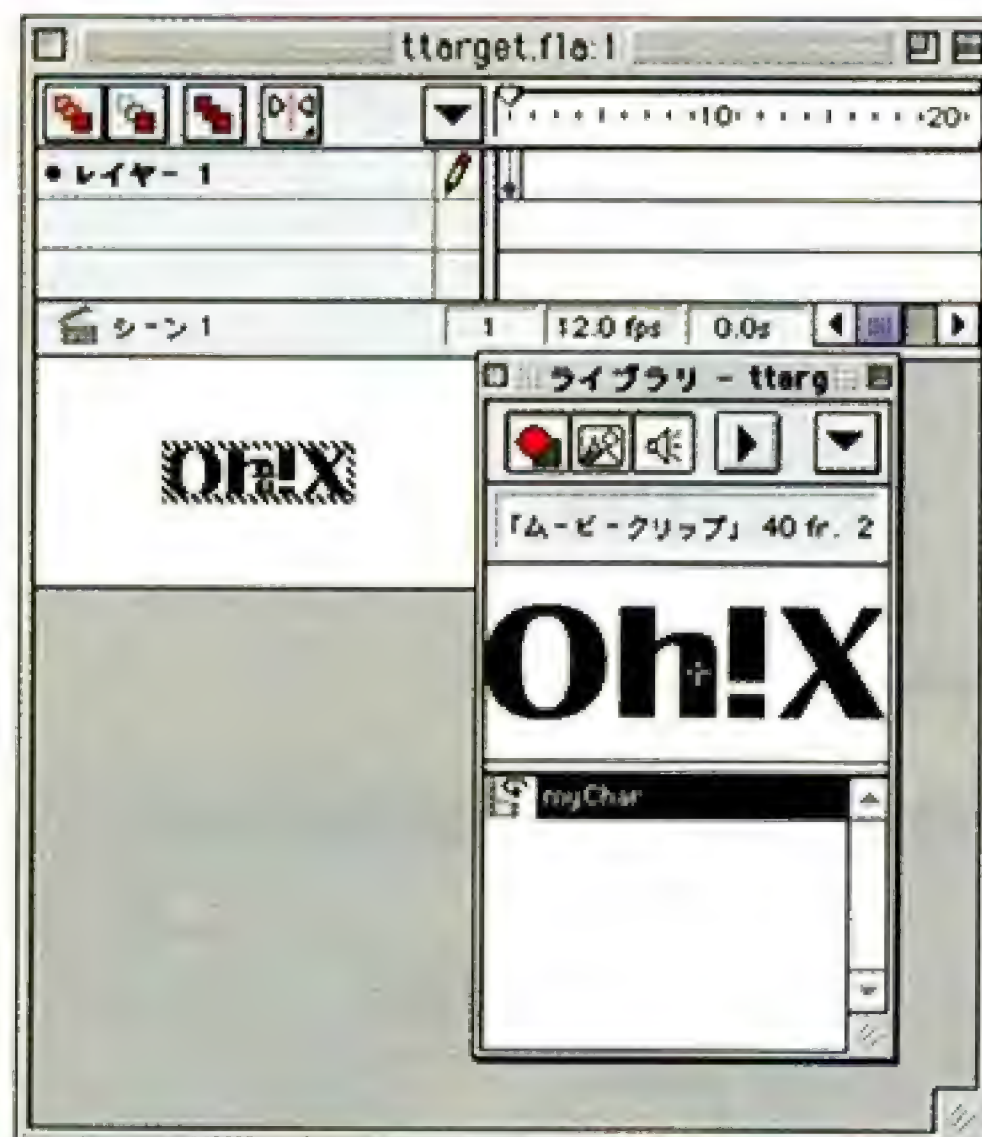 ttarget.fla:1
10 20
レイヤー 1
シーン 1 1 12.0 fps 0.0s
ライブラリ - ttarg
Oh!X
「ムービークリップ」 40 fr. 2
Oh!X
myChar